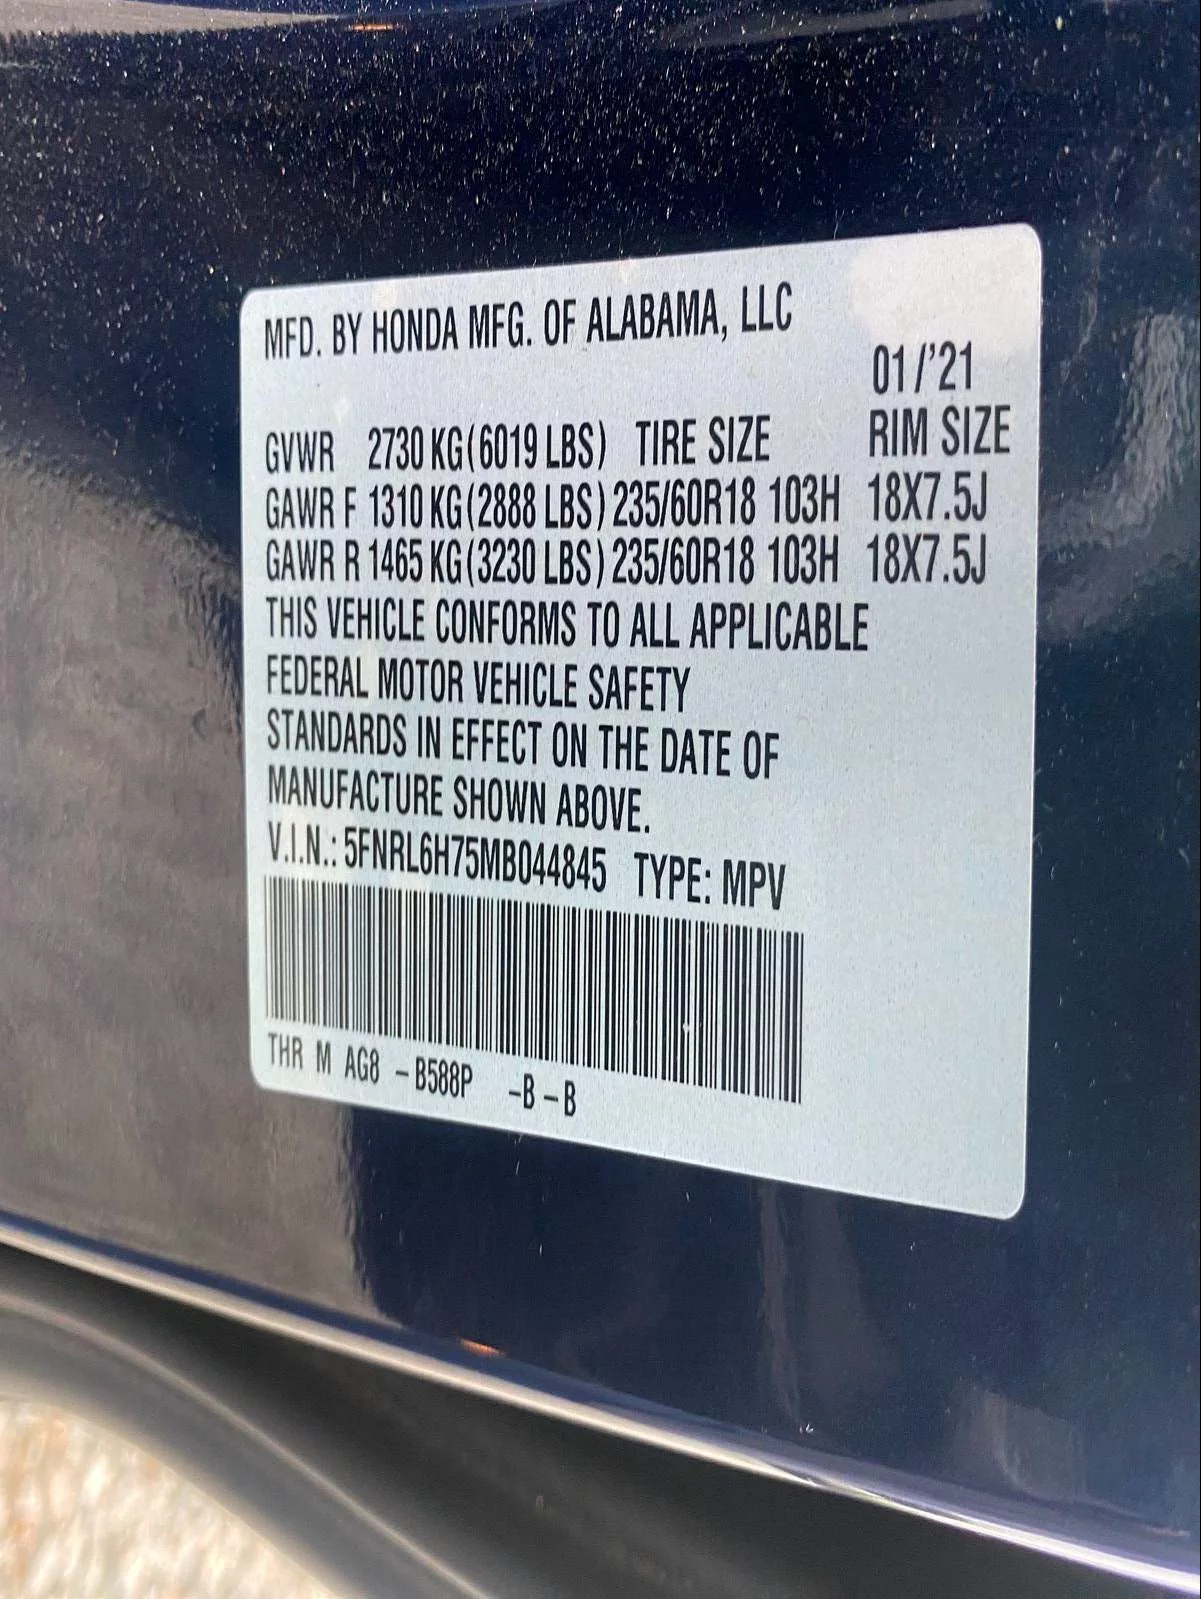 MFD. BY HONDA MFG. OF ALABAMA, LLC
01/'21
GVWR 2730 KG (6019 LBS) TIRE SIZE RIM SIZE
GAWR F 1310 KG (2888 LBS) 235/60R18 103H 18X7.5J
GAWR R 1465 KG (3230 LBS) 235/60R18 103H 18X7.5J
THIS VEHICLE CONFORMS TO ALL APPLICABLE
FEDERAL MOTOR VEHICLE SAFETY
STANDARDS IN EFFECT ON THE DATE OF
MANUFACTURE SHOWN ABOVE.
V.I.N.: 5FNRL6H75MB044845 TYPE: MPV
THR M AG8 -B588P -B-B